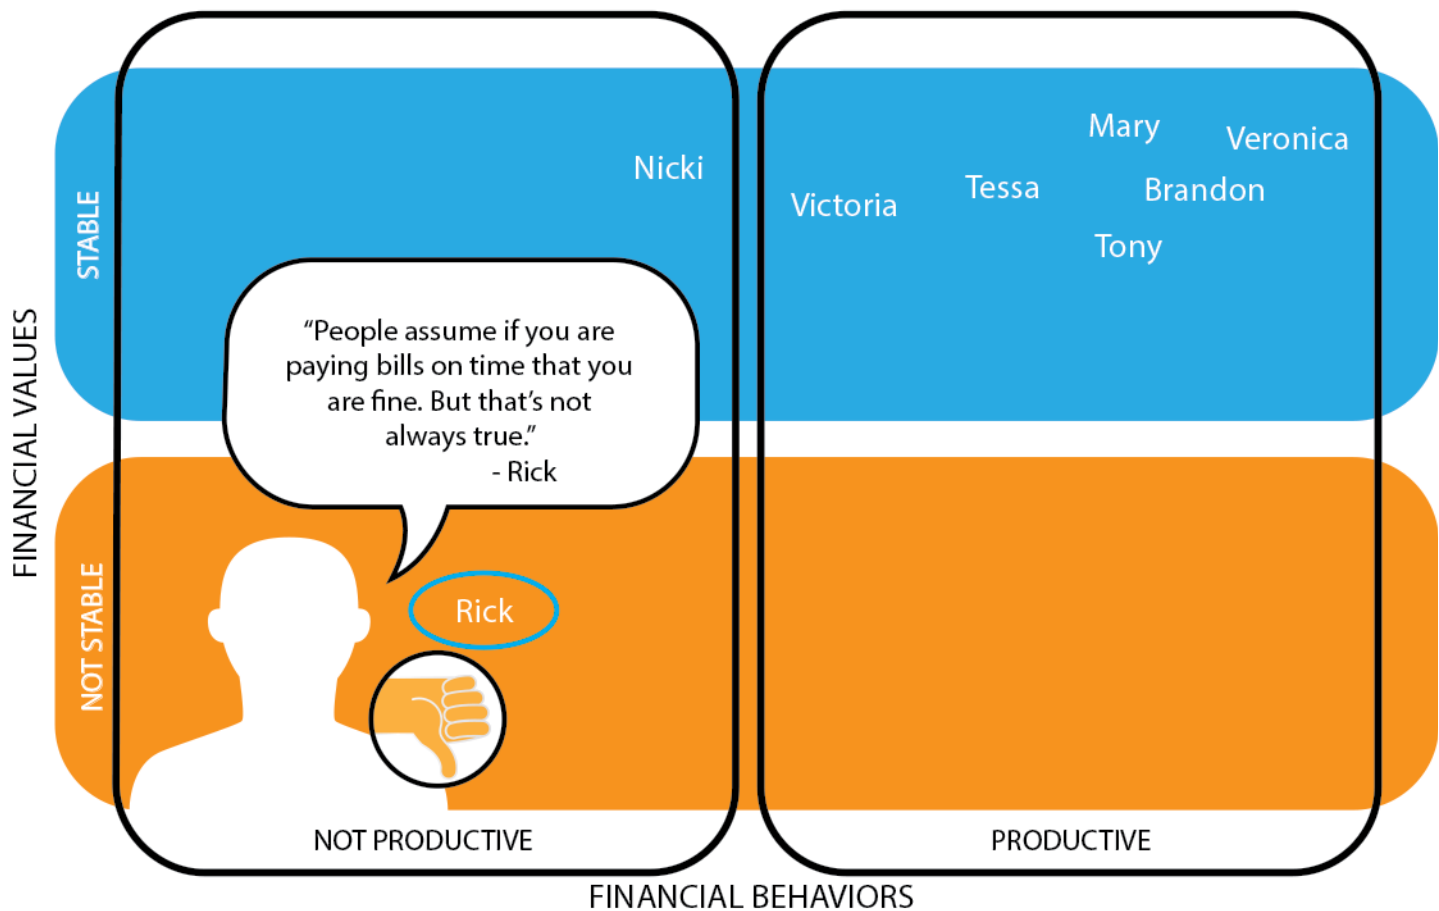 Mary
Veronica
Nicki
Tessa
Brandon
Victoria
Tony
STABLE
“People assume if you are
paying bills on time that you
are fine. But that’s not
always true.”
- Rick
FINANCIAL VALUES
NOT STABLE
Rick
NOT PRODUCTIVE
PRODUCTIVE
FINANCIAL BEHAVIORS